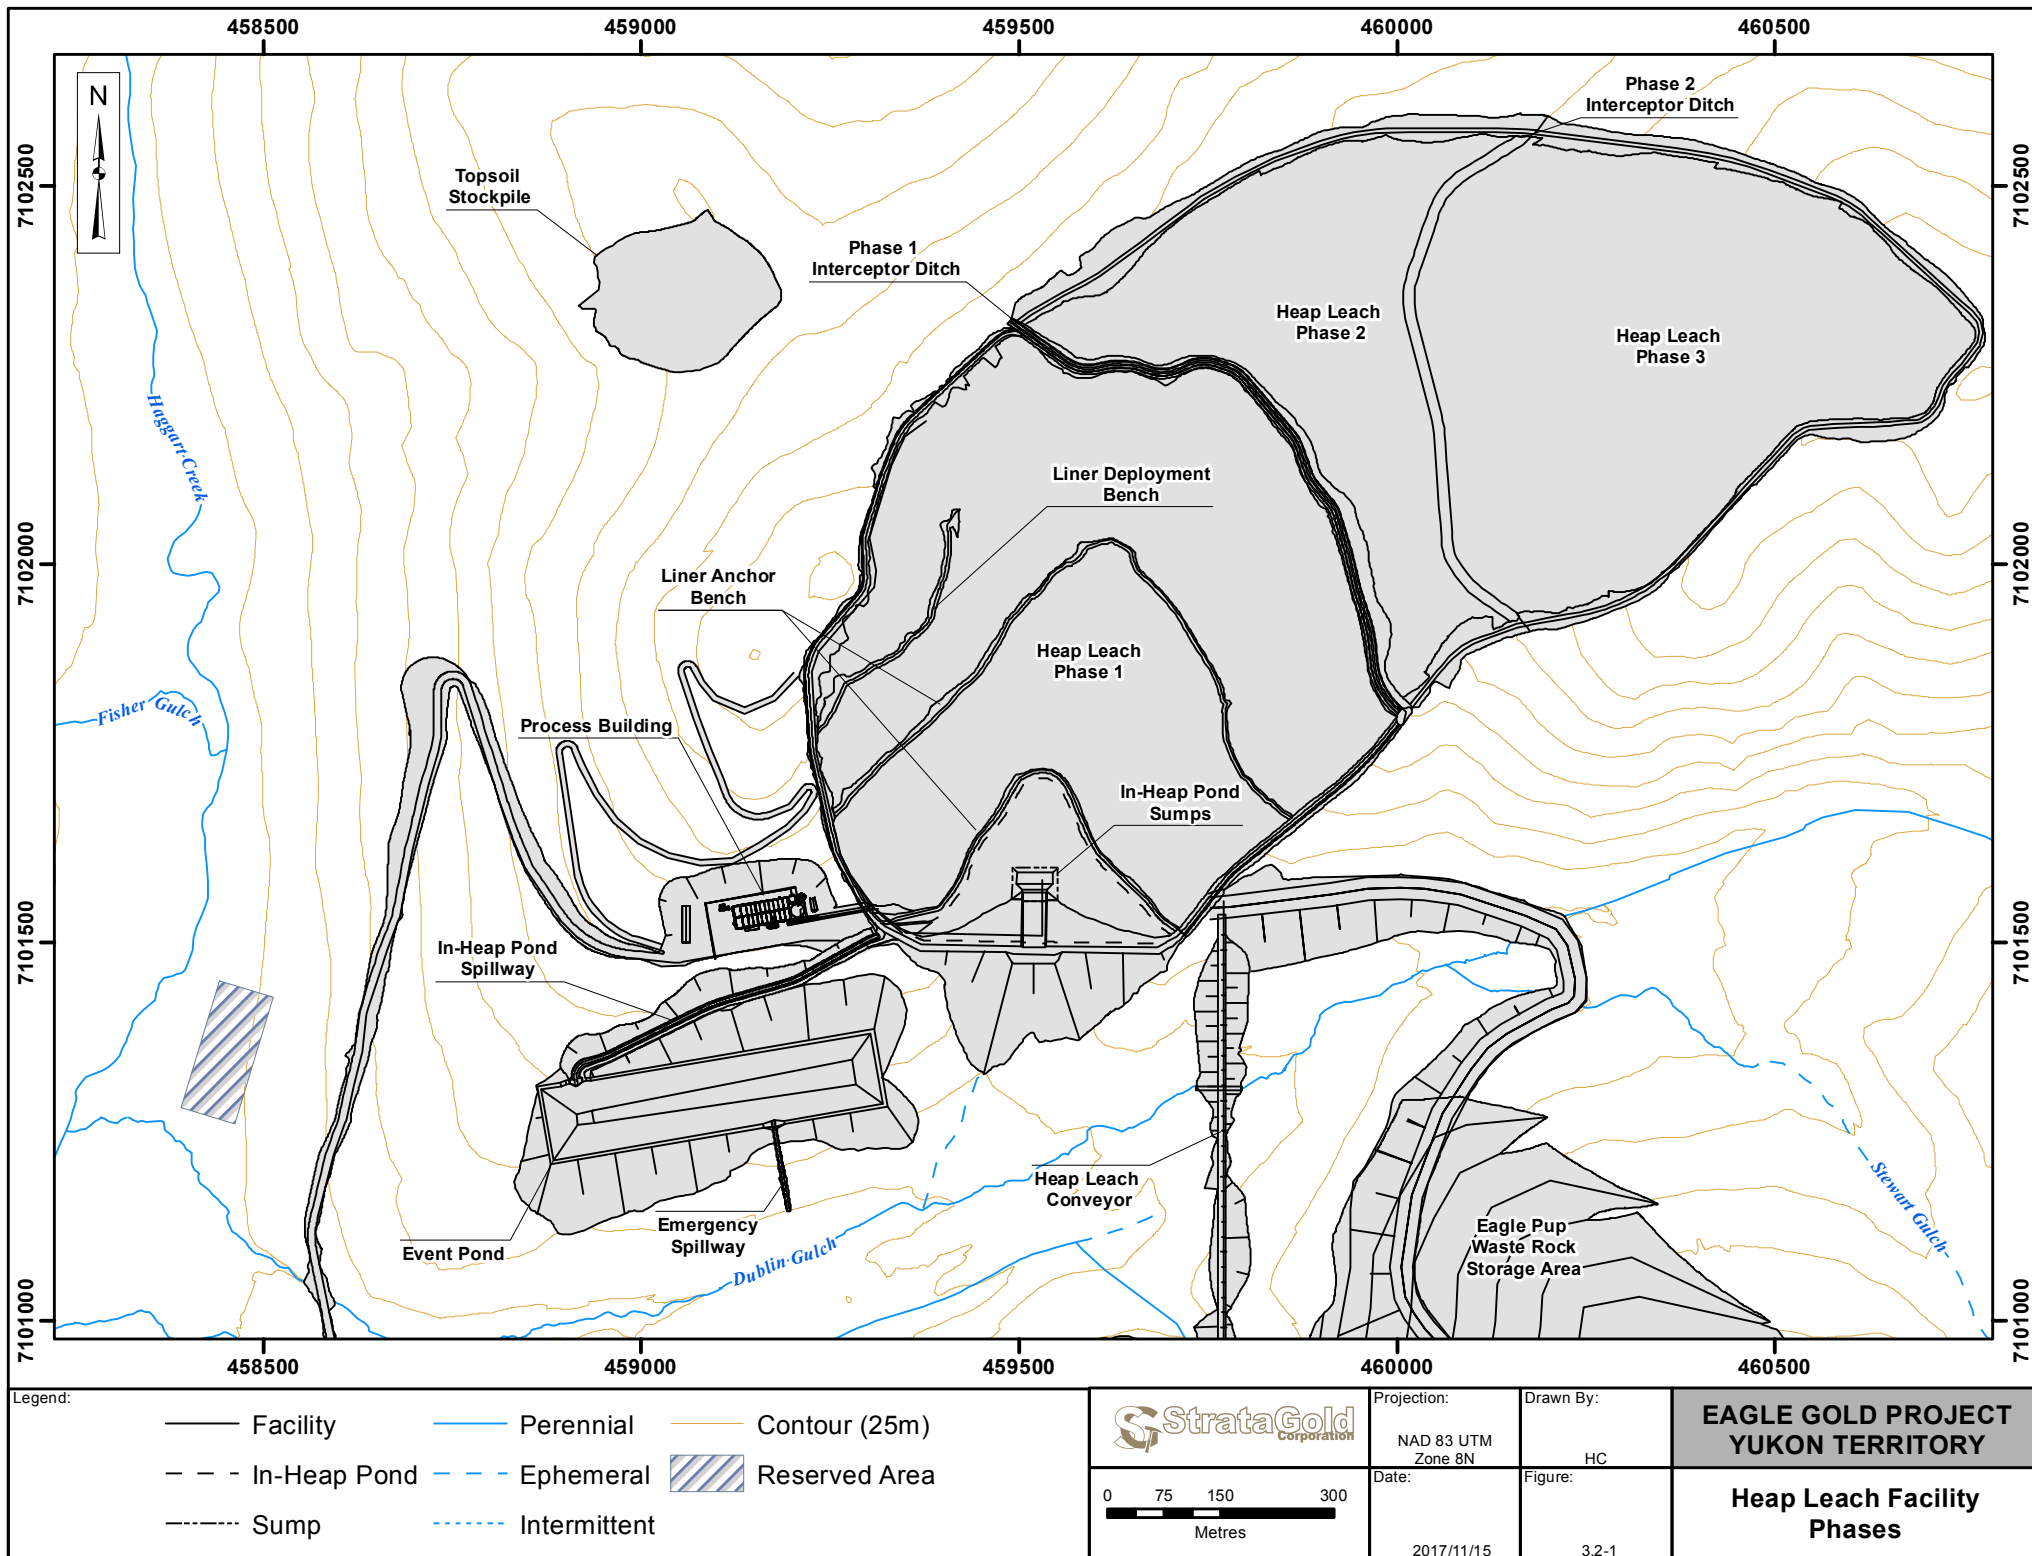 458500
459000
459500
460000
460500
N
7102500
7102000
7101500
7101000
7102500
7102000
7101500
7101000
Phase 2
Interceptor Ditch
Topsoil
Stockpile
Phase 1
Interceptor Ditch
Heap Leach
Phase 2
Heap Leach
Phase 3
Haggart Creek
Liner Deployment
Bench
Liner Anchor
Bench
Heap Leach
Phase 1
Fisher Gulch
Process Building
In-Heap Pond
Sumps
In-Heap Pond
Spillway
Heap Leach
Conveyor
Stewart Gulch
Event Pond
Emergency
Spillway
Dublin Gulch
Eagle Pup
Waste Rock
Storage Area
458500
459000
459500
460000
460500
Legend:
Facility
In-Heap Pond
Sump
Perennial
Ephemeral
Intermittent
Contour (25m)
Reserved Area
StrataGold
Corporation
0 75 150 300
Metres
Projection:
NAD 83 UTM
Zone 8N
Drawn By:
HC
Date:
2017/11/15
Figure:
3.2-1
EAGLE GOLD PROJECT
YUKON TERRITORY
Heap Leach Facility
Phases